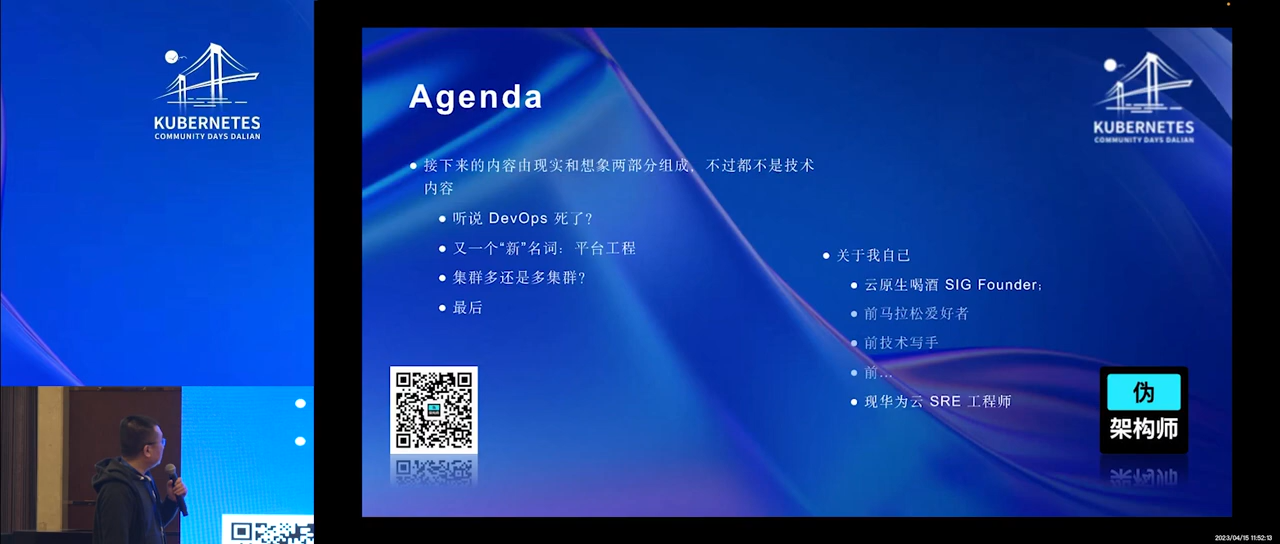 KUBERNETES
COMMUNITY DAYS DALIAN
Agenda
KUBERNETES
COMMUNITY DAYS DALIAN
接下来的内容由现实和想象两部分组成，不过都不是技术
内容
听说 DevOps 死了？
又一个“新”名词：平台工程
集群多还是多集群？
最后
关于我自己
云原生喝酒 SIG Founder；
前马拉松爱好者
前技术写手
前...
现华为云 SRE 工程师
伪
架构师
2023/04/15 11:52:13